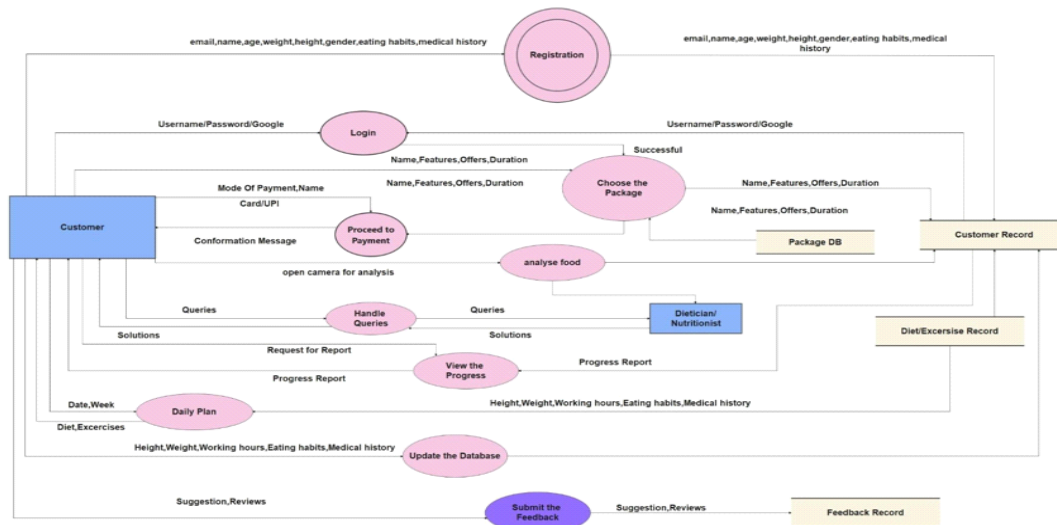 email,name,age,weight,height,gender,eating habits,medical history
Registration
email,name,age,weight,height,gender,eating habits,medical
history
Username/Password/Google
Login
Username/Password/Google
Successful
Name,Features,Offers,Duration
Choose the
Package
Mode Of Payment,Name
Name,Features,Offers,Duration
Name,Features,Offers,Duration
Card/UPI
Name,Features,Offers,Duration
Customer
Proceed to
Payment
Conformation Message
Package DB
Customer Record
analyse food
open camera for analysis
Queries
Handle
Queries
Queries
Dietician/
Nutritionist
Solutions
Solutions
Diet/Excersise Record
Request for Report
View the
Progress
Progress Report
Progress Report
Date,Week
Daily Plan
Height,Weight,Working hours,Eating habits,Medical history
Diet,Excercises
Height,Weight,Working hours,Eating habits,Medical history
Update the Database
Suggestion,Reviews
Submit the
Feedback
Suggestion,Reviews
Feedback Record